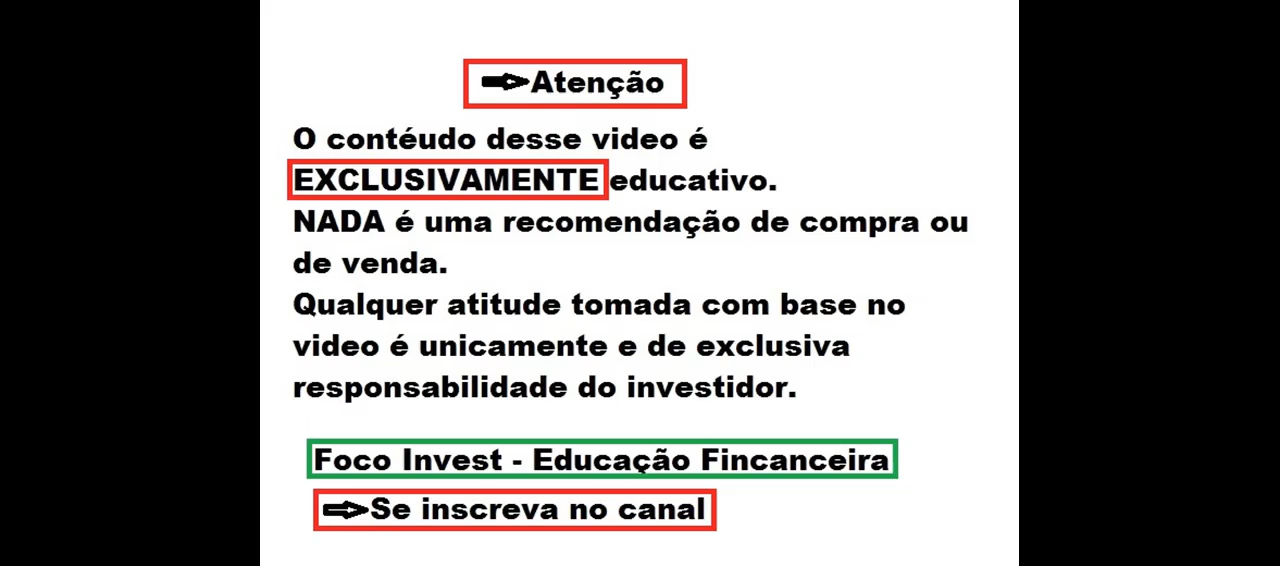 Atenção
O contéudo desse video é
EXCLUSIVAMENTE educativo.
NADA é uma recomendação de compra ou
de venda.
Qualquer atitude tomada com base no
video é unicamente e de exclusiva
responsabilidade do investidor.
Foco Invest - Educação Fincanceira
Se inscreva no canal